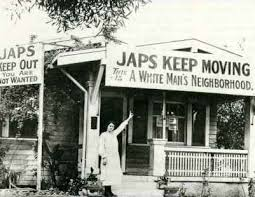 JAPS
KEEP OUT
YOU ARE
NOT WANTED
JAPS KEEP MOVING
THIS IS A WHITE MAN'S NEIGHBORHOOD.